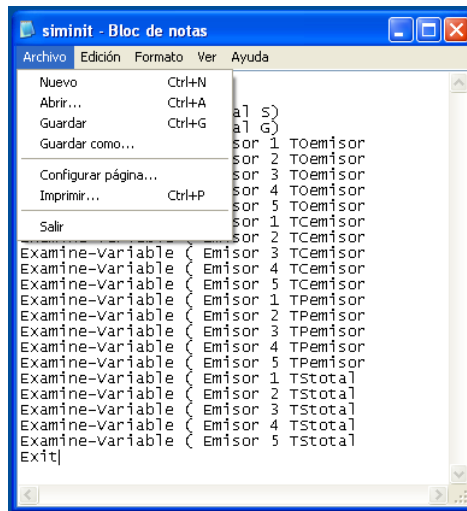 siminit - Bloc de notas
Archivo Edición Formato Ver Ayuda
Nuevo Ctrl+N
Abrir... Ctrl+A
Guardar Ctrl+G
Guardar como...
Configurar página...
Imprimir... Ctrl+P
Salir
al S)
al G)
sor 1 TOemisor
sor 2 TOemisor
sor 3 TOemisor
sor 4 TOemisor
sor 5 TOemisor
sor 1 TCemisor
sor 2 TCemisor
Examine-Variable ( Emisor 3 TCemisor
Examine-Variable ( Emisor 4 TCemisor
Examine-Variable ( Emisor 5 TCemisor
Examine-Variable ( Emisor 1 TPemisor
Examine-Variable ( Emisor 2 TPemisor
Examine-Variable ( Emisor 3 TPemisor
Examine-Variable ( Emisor 4 TPemisor
Examine-Variable ( Emisor 5 TPemisor
Examine-Variable ( Emisor 1 TStotal
Examine-Variable ( Emisor 2 TStotal
Examine-Variable ( Emisor 3 TStotal
Examine-Variable ( Emisor 4 TStotal
Examine-Variable ( Emisor 5 TStotal
Exit